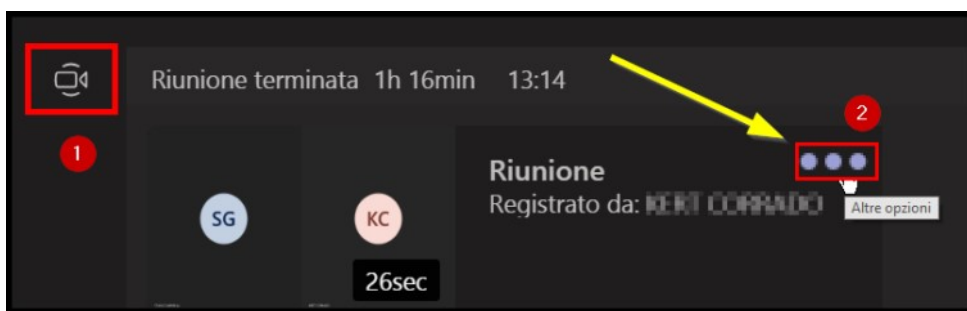 Riunione terminata 1h 16min 13:14
1
2
Riunione
Registrato da:
Altre opzioni
SG
KC
26sec